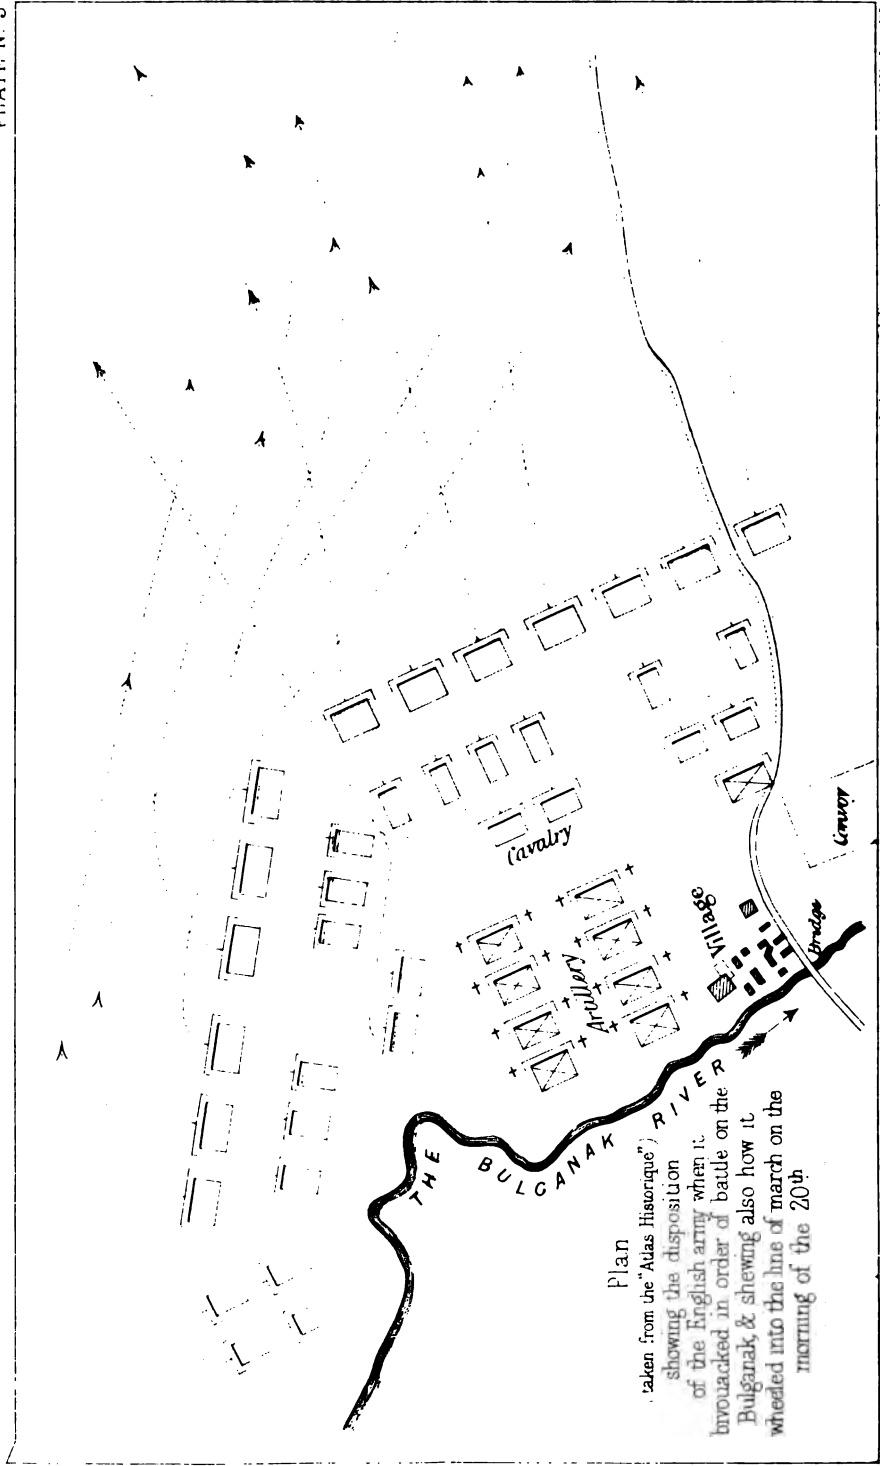 Plan
taken from the "Atlas Historique")
showing the disposition
of the English army when it
bivouacked in order of battle on the
Bulganak, & shewing also how it
wheeled into the line of march on the
morning of the 20th
THE BULGANAK RIVER
Village
Bridge
Convoy
Artillery
Cavalry